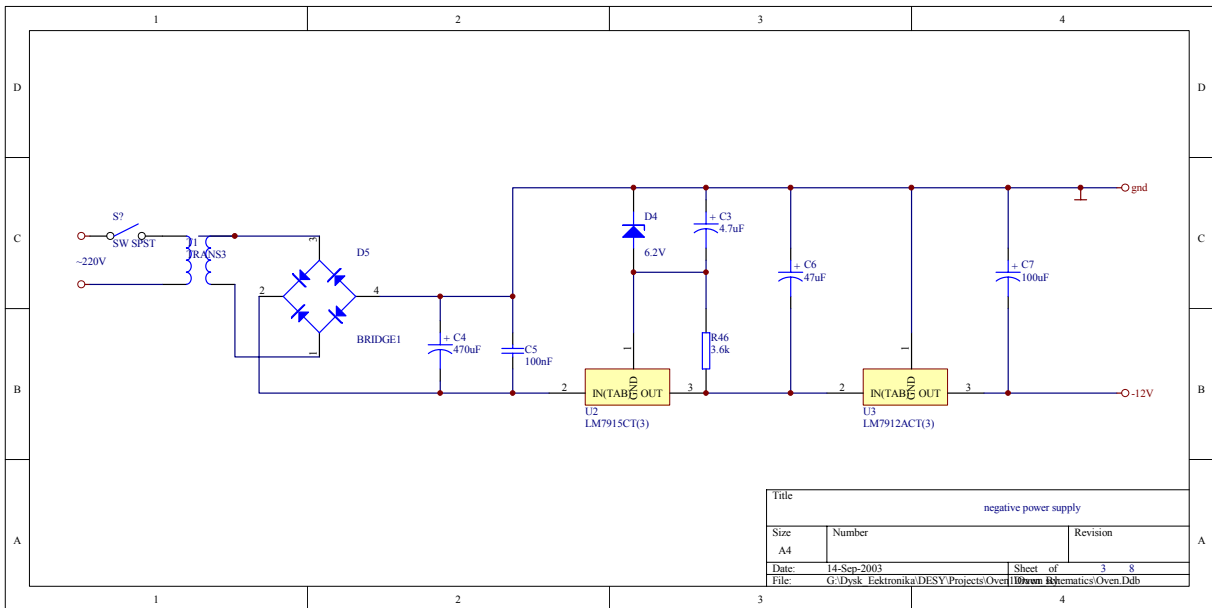 1 2 3 4
D D
C C
B B
A A
S?
SW SPST
~220V
T1
TRANS3
3
D5
2
4
1
BRIDGE1
+ C4
470uF
C5
100nF
D4
6.2V
+ C3
4.7uF
R46
3.6k
+ C6
47uF
+ C7
100uF
gnd
-12V
1
2 IN(TAB) OUT 3
GND
U2
LM7915CT(3)
1
2 IN(TAB) OUT 3
GND
U3
LM7912ACT(3)
Title
negative power supply
Size Number Revision
A4
Date: 14-Sep-2003 Sheet of 3 8
File: G:\Dysk_Eektronika\DESY\Projects\Oven
1 2 3 4